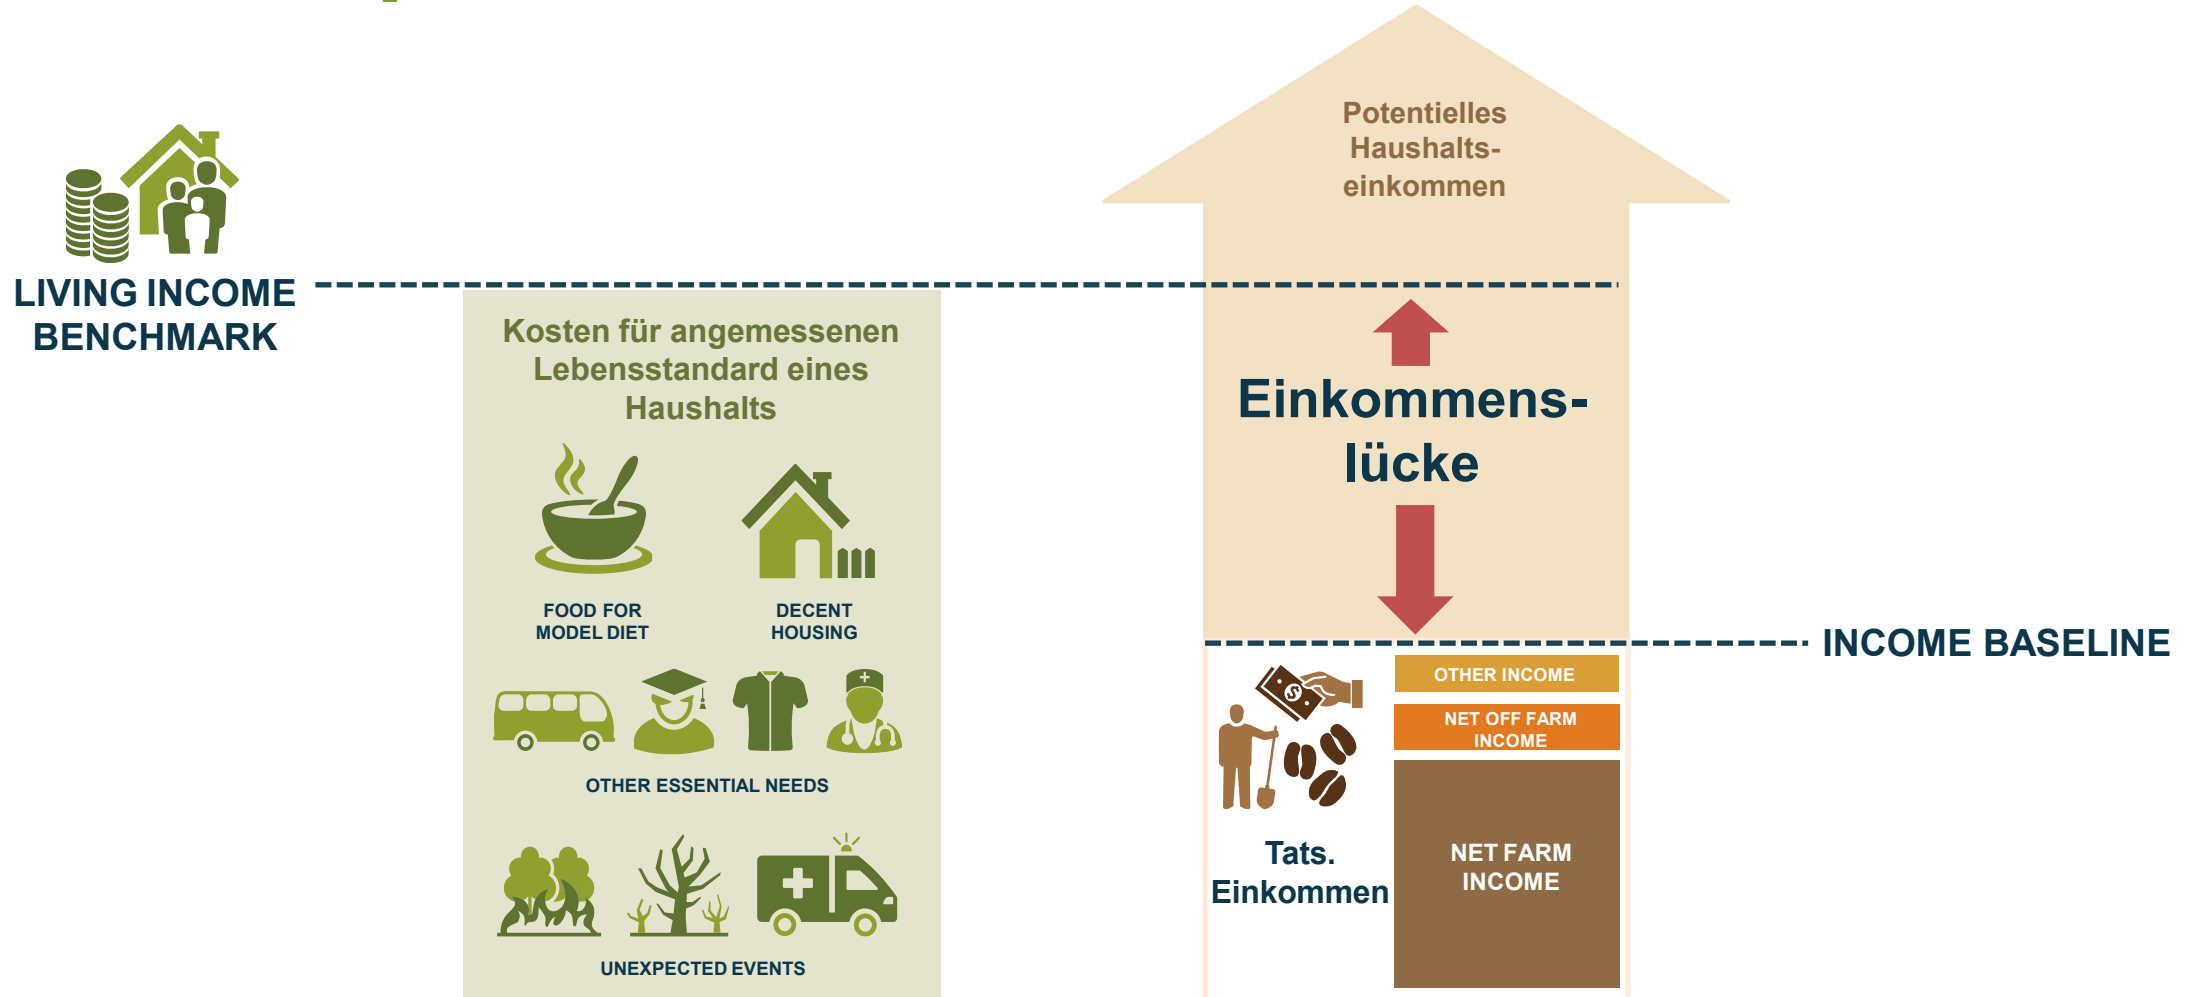 LIVING INCOME
BENCHMARK
Kosten für angemessenen
Lebensstandard eines
Haushalts
FOOD FOR
MODEL DIET
DECENT
HOUSING
OTHER ESSENTIAL NEEDS
UNEXPECTED EVENTS
Potentielles
Haushalts-
einkommen
Einkommens-
lücke
INCOME BASELINE
Tats.
Einkommen
OTHER INCOME
NET OFF FARM
INCOME
NET FARM
INCOME